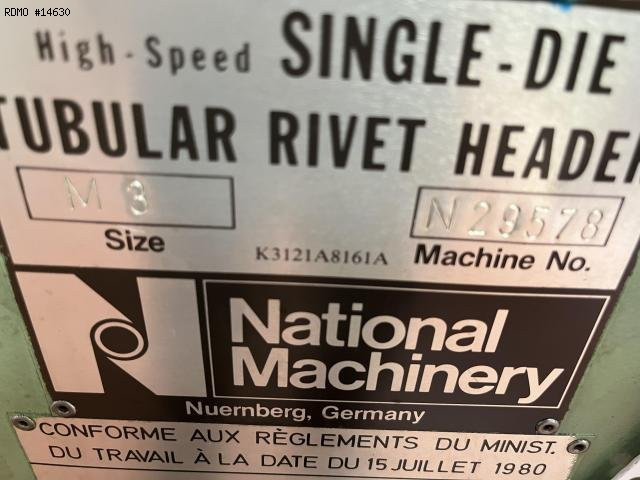 RDMO #14630
High-Speed SINGLE-DIE
TUBULAR RIVET HEADER
M 3
N 29578
Size
K3121A8161A
Machine No.
National
Machinery
Nuernberg, Germany
CONFORME AUX RÈGLEMENTS DU MINIST.
DU TRAVAIL À LA DATE DU 15 JUILLET 1980